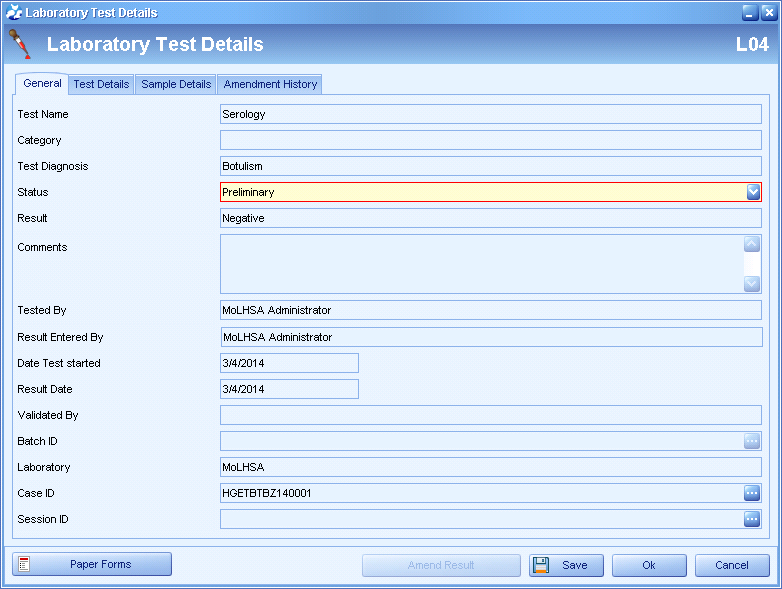 Laboratory Test Details
Laboratory Test Details L04
General Test Details Sample Details Amendment History
Test Name Serology
Category
Test Diagnosis Botulism
Status Preliminary
Result Negative
Comments
Tested By MoLHSA Administrator
Result Entered By MoLHSA Administrator
Date Test started 3/4/2014
Result Date 3/4/2014
Validated By
Batch ID ...
Laboratory MoLHSA
Case ID HGETBTBZ140001 ...
Session ID ...
Paper Forms Amend Result Save Ok Cancel